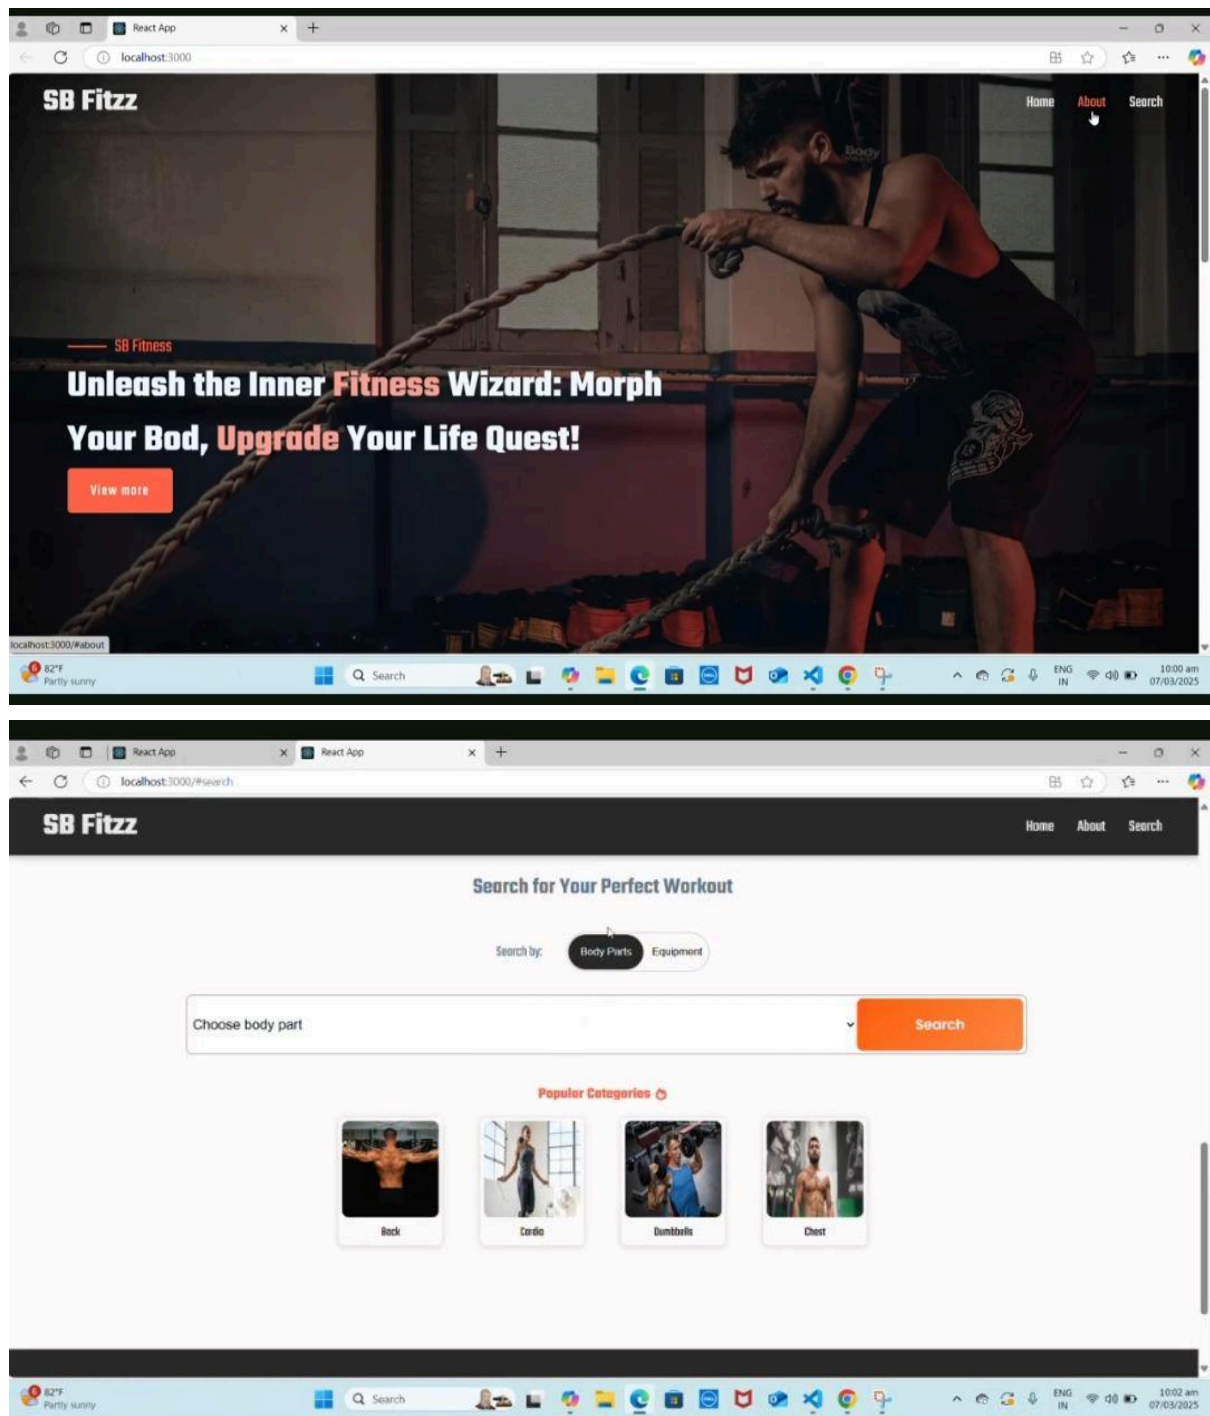 React App
localhost:3000
SB Fitzz
Home About Search
Body
SB Fitness
Unleash the Inner Fitness Wizard: Morph
Your Bod, Upgrade Your Life Quest!
View more
localhost:3000/#about
6
82°F
Partly sunny
Search
ENG
IN
10:00 am
07/03/2025
React App
React App
localhost:3000/#search
SB Fitzz
Home About Search
Search for Your Perfect Workout
Search by: Body Parts Equipment
Choose body part
Search
Popular Categories
Back Cardio Dumbbells Chest
6
82°F
Partly sunny
Search
ENG
IN
10:02 am
07/03/2025